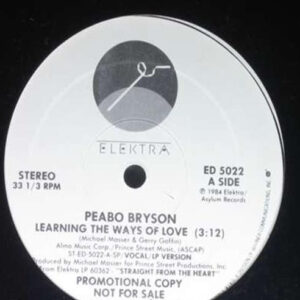 ELEKTRA
STEREO
33 1/3 RPM
ED 5022
A SIDE
℗ 1984 Elektra/
Asylum Records
PEABO BRYSON
LEARNING THE WAYS OF LOVE (3:12)
(Michael Masser & Gerry Goffin)
Almo Music Corp./Prince Street Music. (ASCAP)
ST-ED-5022-A-SP/VOCAL/LP VERSION
Produced by Michael Masser for Prince Street Productions, Inc.
From Elektra LP 60362 - "STRAIGHT FROM THE HEART"
PROMOTIONAL COPY
NOT FOR SALE